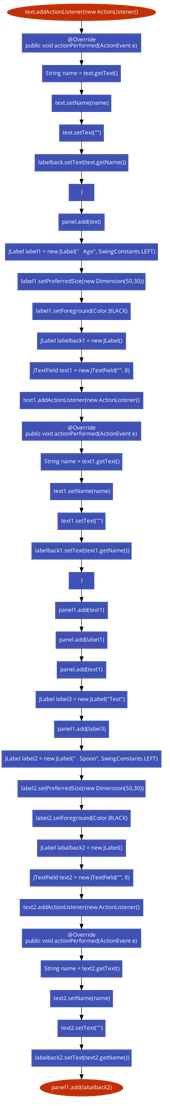 text.addActionListener(new ActionListener()
@Override
public void actionPerformed(ActionEvent e)
String name = text.getText()
text.setName(name)
text.setText("")
labelback.setText(text.getName())
)
panel.add(text)
JLabel label1 = new JLabel("   Age", SwingConstants.LEFT)
label1.setPreferredSize(new Dimension(50,30))
label1.setForeground(Color.BLACK)
JLabel labelback1 = new JLabel()
JTextField text1 = new JTextField("", 8)
text1.addActionListener(new ActionListener()
@Override
public void actionPerformed(ActionEvent e)
String name = text1.getText()
text1.setName(name)
text1.setText("")
labelback1.setText(text1.getName())
)
panel1.add(text1)
panel.add(label1)
panel.add(text1)
JLabel label3 = new JLabel("Test")
panel1.add(label3)
JLabel label2 = new JLabel("   Spoon", SwingConstants.LEFT)
label2.setPreferredSize(new Dimension(50,30))
label2.setForeground(Color.BLACK)
JLabel labalback2 = new JLabel()
JTextField text2 = new JTextField("", 8)
text2.addActionListener(new ActionListener()
@Override
public void actionPerformed(ActionEvent e)
String name = text2.getText()
text2.setName(name)
text2.setText("")
labalback2.setText(text2.getName())
panel1.add(labalback2)